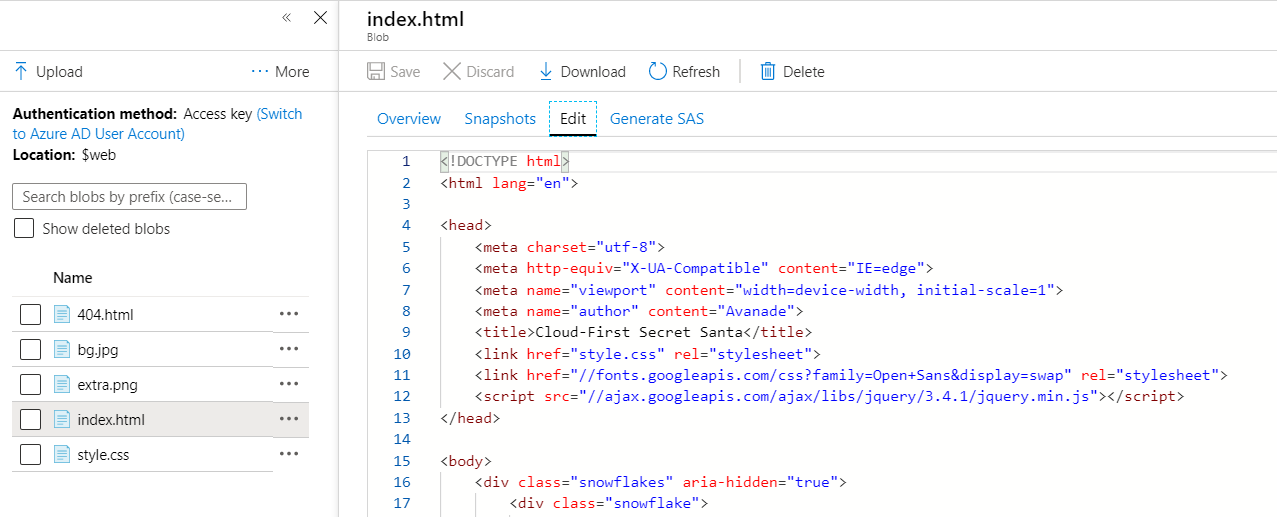 « ✕
Upload ··· More
Authentication method: Access key (Switch
to Azure AD User Account)
Location: $web
Search blobs by prefix (case-se...
Show deleted blobs
Name
404.html
bg.jpg
extra.png
index.html
style.css
index.html
Blob
Save Discard Download Refresh Delete
Overview Snapshots Edit Generate SAS
1 <!DOCTYPE html>
2 <html lang="en">
3
4 <head>
5 <meta charset="utf-8">
6 <meta http-equiv="X-UA-Compatible" content="IE=edge">
7 <meta name="viewport" content="width=device-width, initial-scale=1">
8 <meta name="author" content="Avanade">
9 <title>Cloud-First Secret Santa</title>
10 <link href="style.css" rel="stylesheet">
11 <link href="//fonts.googleapis.com/css?family=Open+Sans&display=swap" rel="stylesheet">
12 <script src="//ajax.googleapis.com/ajax/libs/jquery/3.4.1/jquery.min.js"></script>
13 </head>
14
15 <body>
16 <div class="snowflakes" aria-hidden="true">
17 <div class="snowflake">